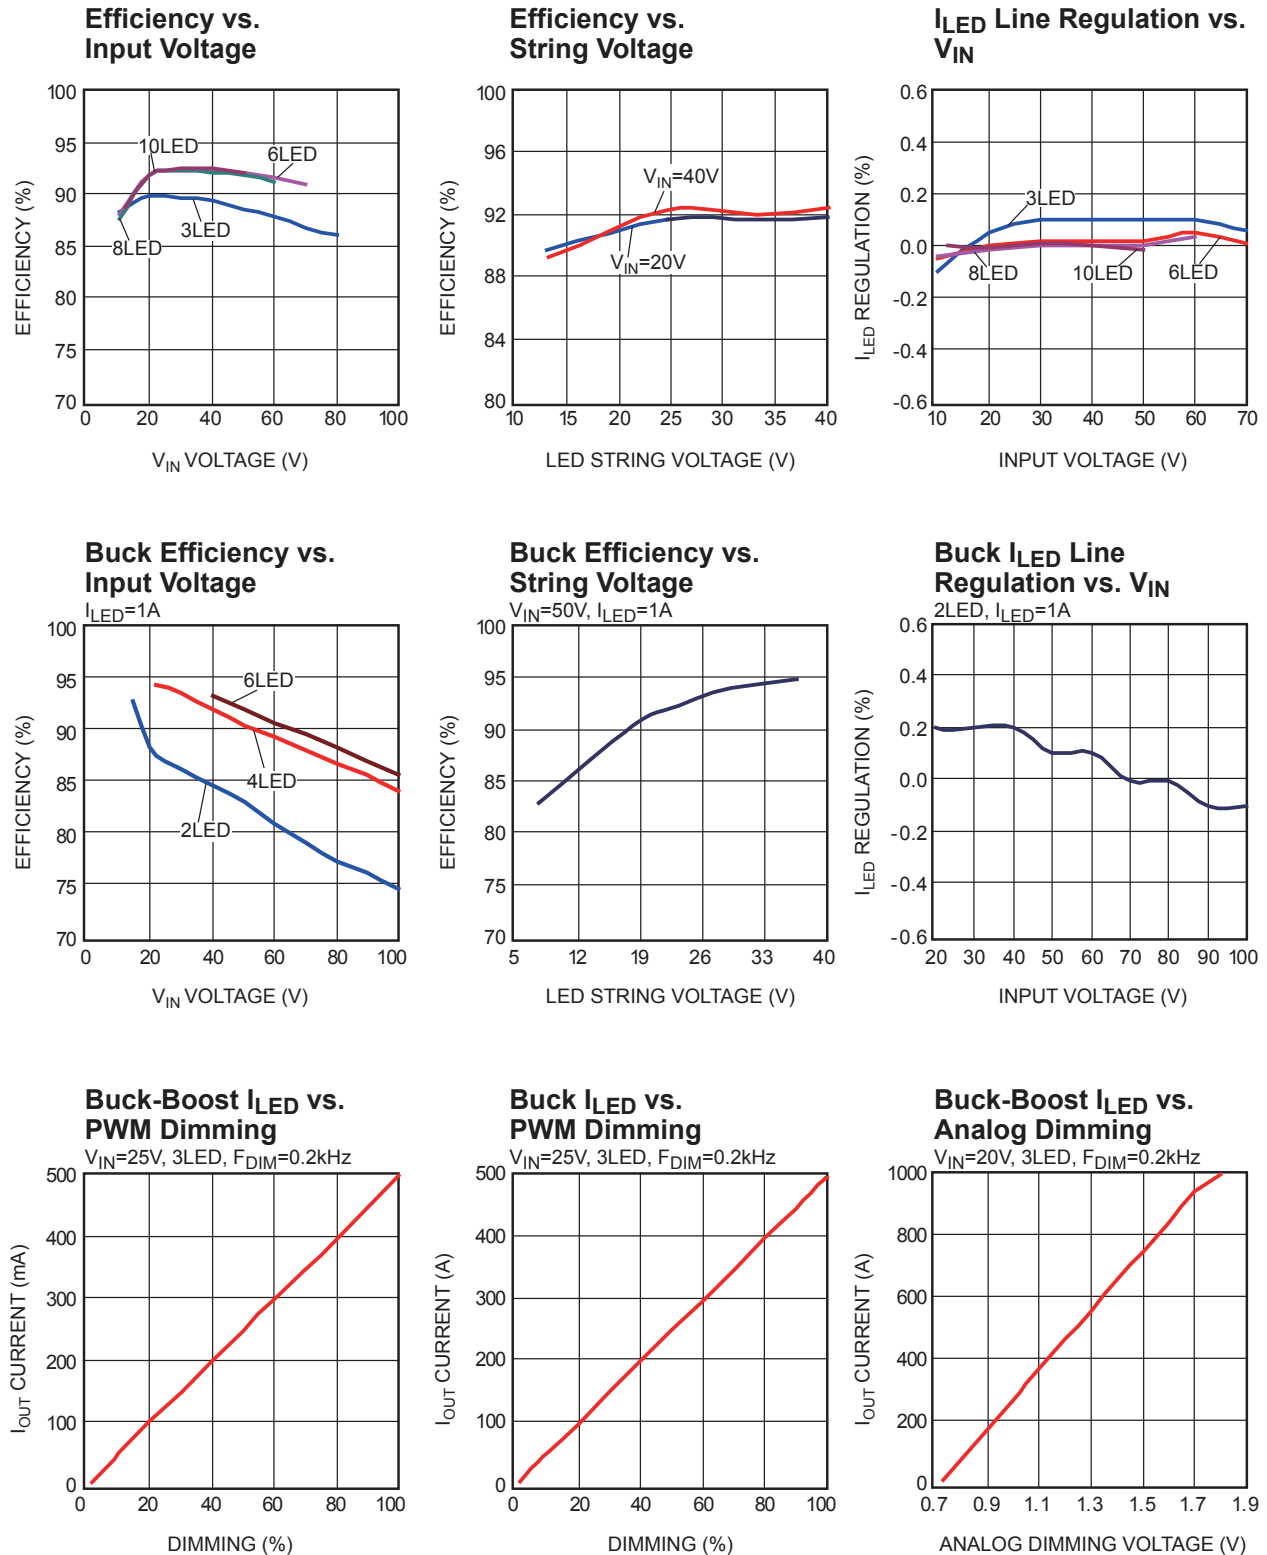 Efficiency vs.
Input Voltage
100
95
90
85
80
75
70
0 20 40 60 80 100
10LED
6LED
3LED
8LED
EFFICIENCY (%)
VIN VOLTAGE (V)
Efficiency vs.
String Voltage
100
96
92
88
84
80
10 15 20 25 30 35 40
VIN=40V
VIN=20V
EFFICIENCY (%)
LED STRING VOLTAGE (V)
ILED Line Regulation vs.
VIN
0.6
0.4
0.2
0.0
-0.2
-0.4
-0.6
10 20 30 40 50 60 70
3LED
8LED
10LED
6LED
ILED REGULATION (%)
INPUT VOLTAGE (V)
Buck Efficiency vs.
Input Voltage
ILED=1A
100
95
90
85
80
75
70
0 20 40 60 80 100
6LED
4LED
2LED
EFFICIENCY (%)
VIN VOLTAGE (V)
Buck Efficiency vs.
String Voltage
VIN=50V, ILED=1A
100
95
90
85
80
75
70
5 12 19 26 33 40
EFFICIENCY (%)
LED STRING VOLTAGE (V)
Buck ILED Line
Regulation vs. VIN
2LED, ILED=1A
0.6
0.4
0.2
0.0
-0.2
-0.4
-0.6
20 30 40 50 60 70 80 90 100
ILED REGULATION (%)
INPUT VOLTAGE (V)
Buck-Boost ILED vs.
PWM Dimming
VIN=25V, 3LED, FDIM=0.2kHz
500
400
300
200
100
0
0 20 40 60 80 100
IOUT CURRENT (mA)
DIMMING (%)
Buck ILED vs.
PWM Dimming
VIN=25V, 3LED, FDIM=0.2kHz
500
400
300
200
100
0
0 20 40 60 80 100
IOUT CURRENT (A)
DIMMING (%)
Buck-Boost ILED vs.
Analog Dimming
VIN=20V, 3LED, FDIM=0.2kHz
1000
800
600
400
200
0
0.7 0.9 1.1 1.3 1.5 1.7 1.9
IOUT CURRENT (A)
ANALOG DIMMING VOLTAGE (V)